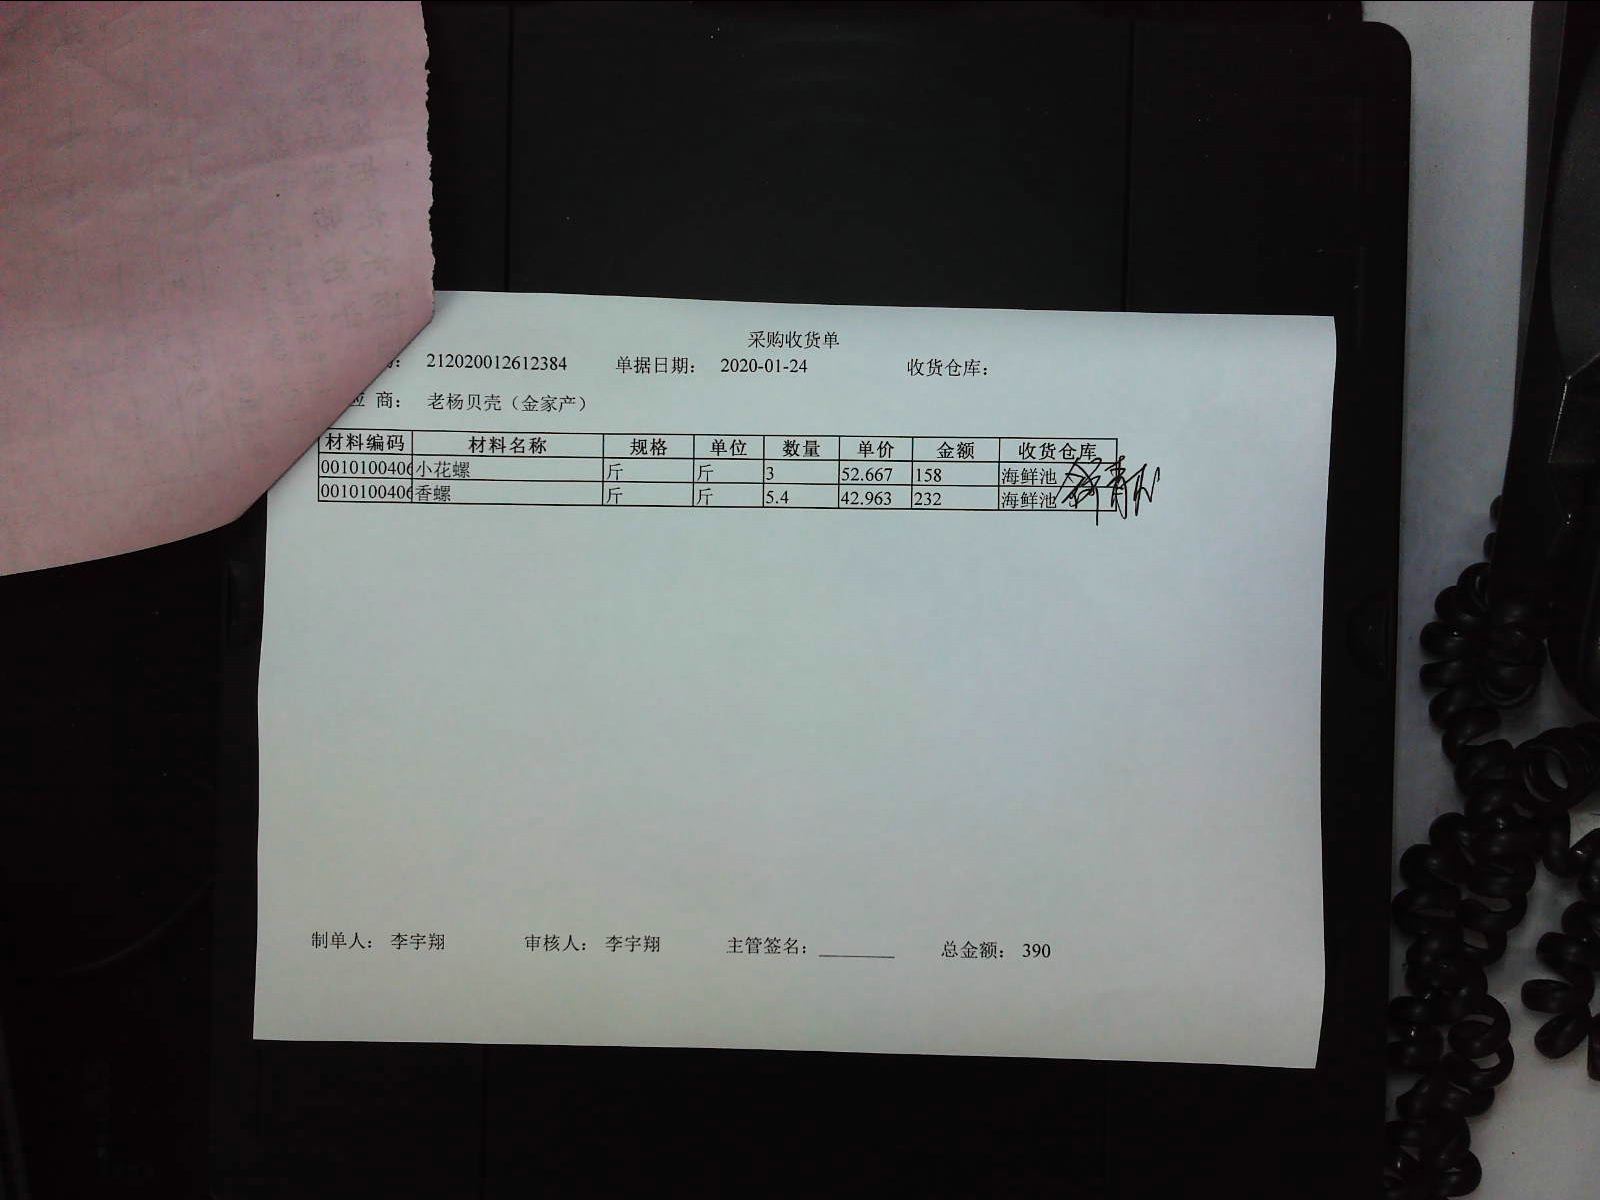 采购收货单
212020012612384 单据日期: 2020-01-24 收货仓库:
应 商: 老杨贝壳（金家产）
材料编码 材料名称 规格 单位 数量 单价 金额 收货仓库
0010100406 小花螺 斤 斤 3 52.667 158 海鲜池
0010100406 香螺 斤 斤 5.4 42.963 232 海鲜池
制单人: 李宇翔 审核人: 李宇翔 主管签名: ________ 总金额: 390